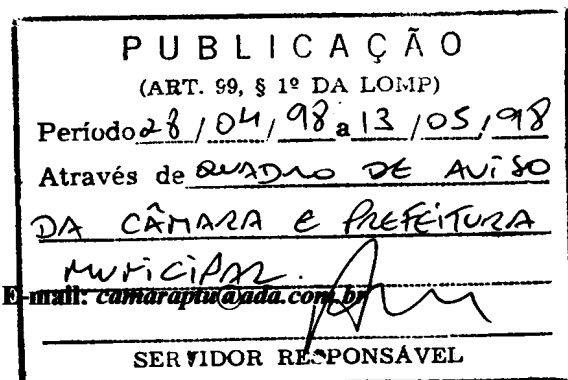 PUBLICAÇÃO
(ART. 99, § 1º DA LOMP)
Período 28 / 04 / 98 a 13 / 05 / 98
Através de QUADRO DE AVISO
DA CÂMARA E PREFEITURA
MUNICIPAL.
E-mail: camaraptu@ada.com.br
SERVIDOR RESPONSÁVEL